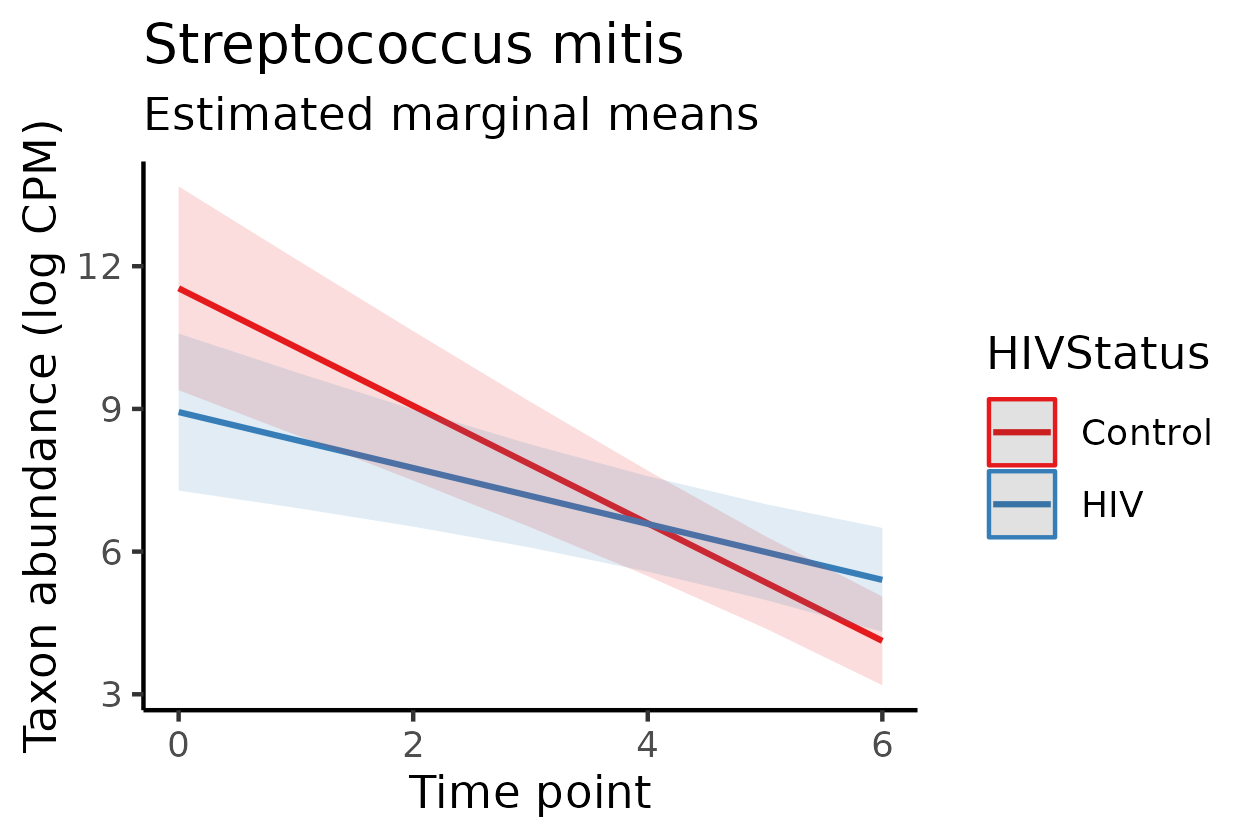 Streptococcus mitis
Estimated marginal means
Taxon abundance (log CPM)
12
9
6
3
0 2 4 6
Time point
HIVStatus
Control
HIV